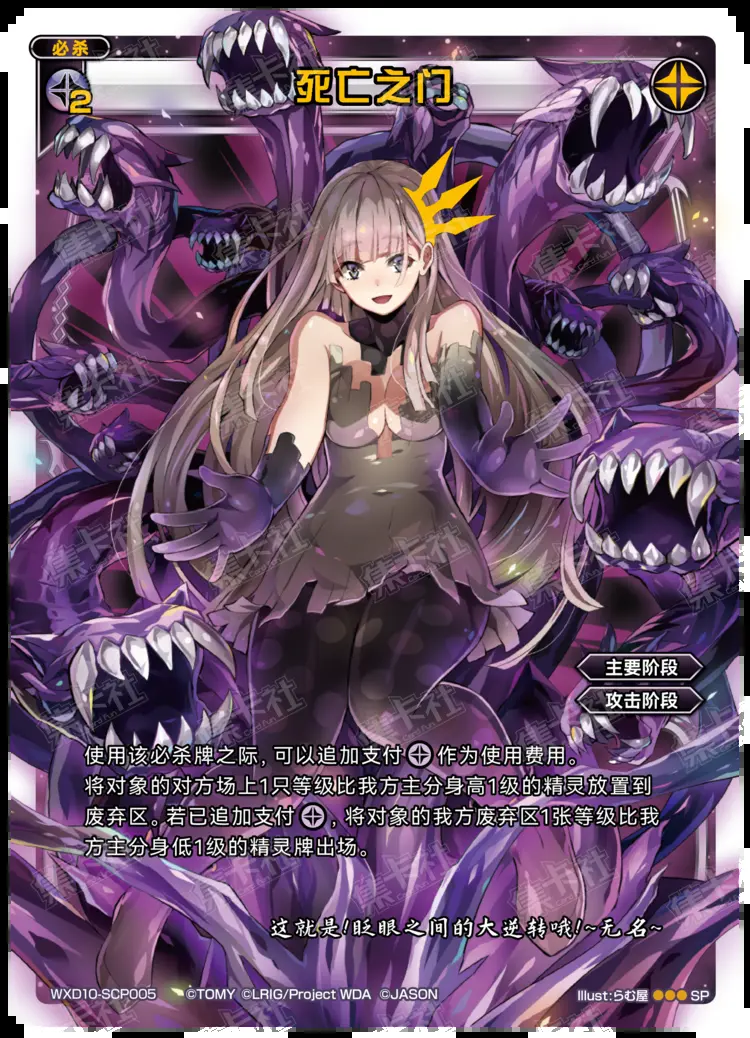 必杀
2
死亡之门
主要阶段
攻击阶段
使用该必杀牌之际，可以追加支付作为使用费用。
将对象的对方场上1只等级比我方主分身高1级的精灵放置到
废弃区。若已追加支付，将对象的我方废弃区1张等级比我
方主分身低1级的精灵牌出场。
这就是!眨眼之间的大逆转哦!~无名~
WXD10-SCP005 ©TOMY ©LRIG/Project WDA ©JASON
Illust:らむ屋 SP
集卡社